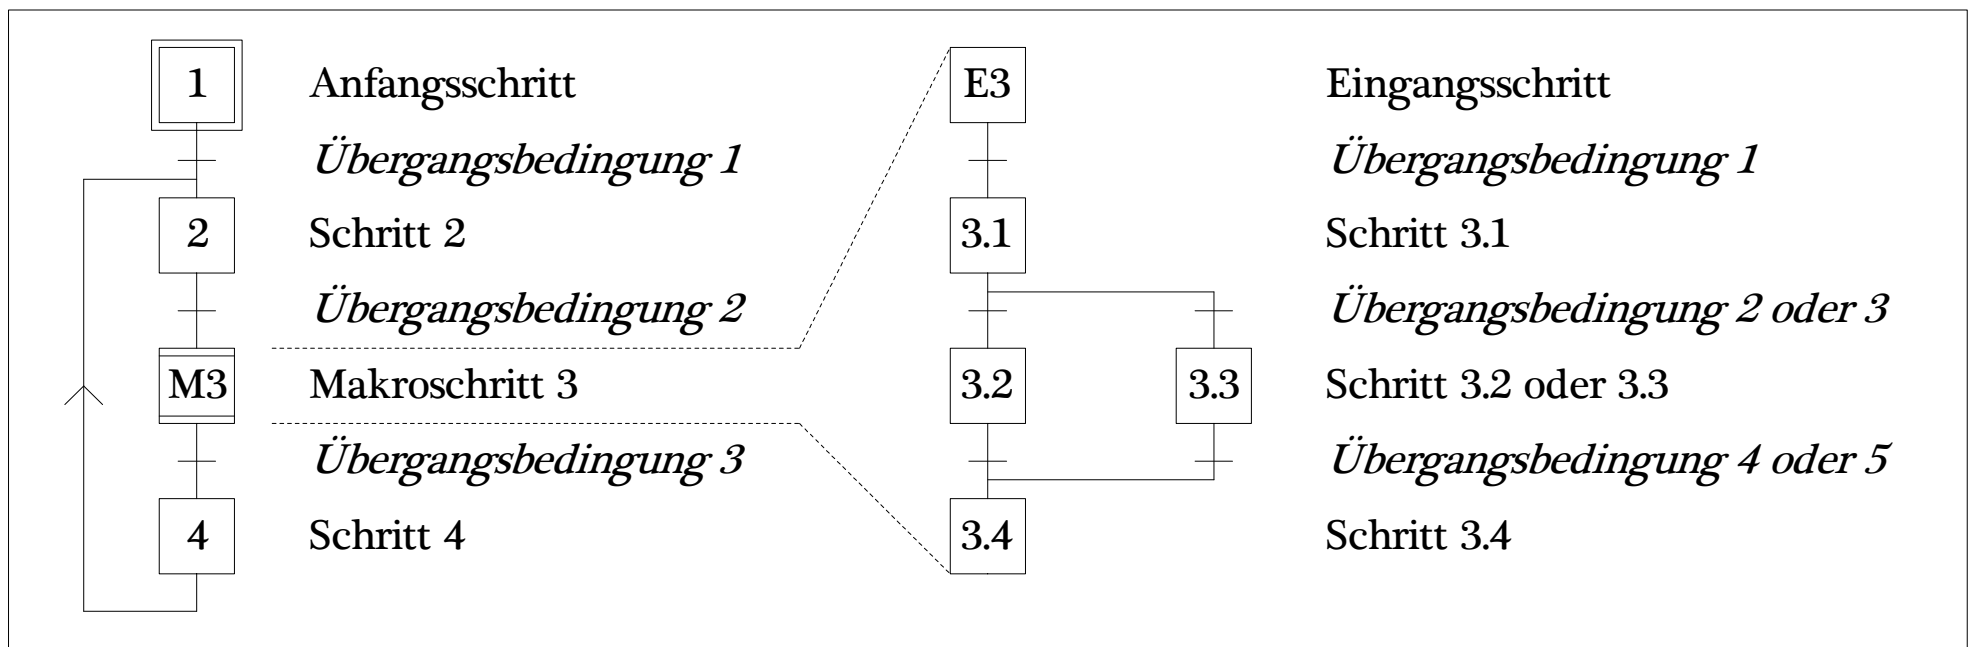 1 Anfangsschritt E3 Eingangsschritt
Übergangsbedingung 1 Übergangsbedingung 1
2 Schritt 2 3.1 Schritt 3.1
Übergangsbedingung 2 Übergangsbedingung 2 oder 3
M3 Makroschritt 3 3.2 3.3 Schritt 3.2 oder 3.3
Übergangsbedingung 3 Übergangsbedingung 4 oder 5
4 Schritt 4 3.4 Schritt 3.4